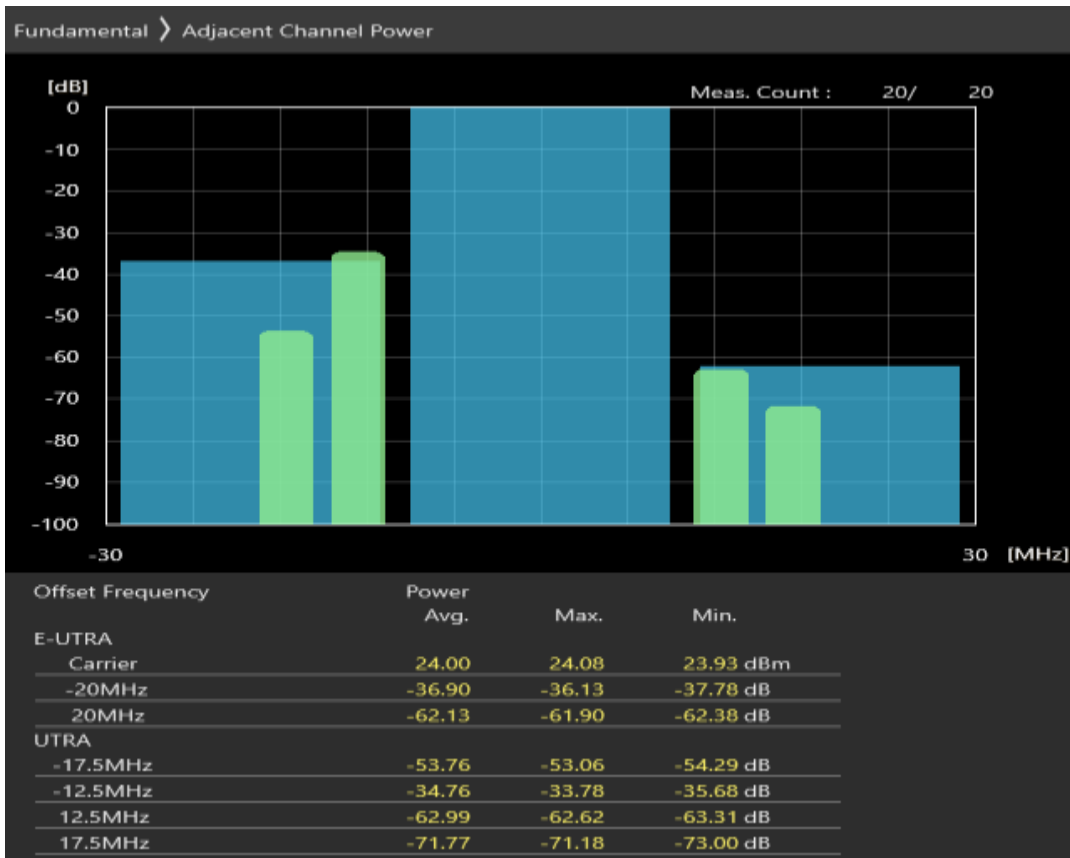 Fundamental ❯ Adjacent Channel Power
[dB]
Meas. Count : 20/ 20
0
-10
-20
-30
-40
-50
-60
-70
-80
-90
-100
-30 30 [MHz]
Offset Frequency Power
Avg. Max. Min.
E-UTRA
Carrier 24.00 24.08 23.93 dBm
-20MHz -36.90 -36.13 -37.78 dB
20MHz -62.13 -61.90 -62.38 dB
UTRA
-17.5MHz -53.76 -53.06 -54.29 dB
-12.5MHz -34.76 -33.78 -35.68 dB
12.5MHz -62.99 -62.62 -63.31 dB
17.5MHz -71.77 -71.18 -73.00 dB